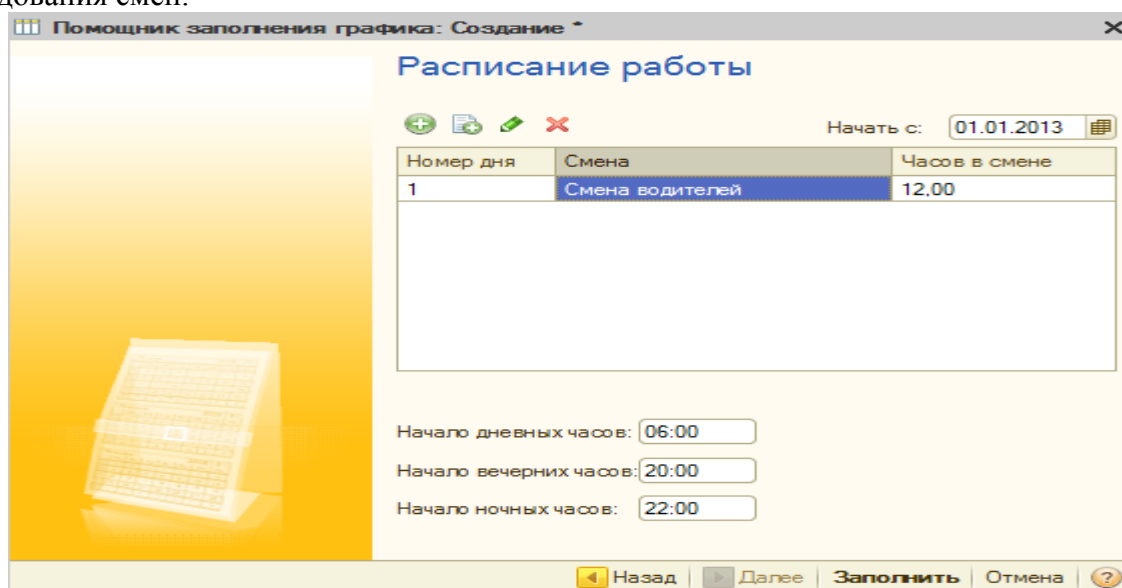 дования смен.
Помощник заполнения графика: Создание *
Расписание работы
Начать с: 01.01.2013
Номер дня Смена Часов в смене
1 Смена водителей 12,00
Начало дневных часов: 06:00
Начало вечерних часов: 20:00
Начало ночных часов: 22:00
Назад Далее Заполнить Отмена ?